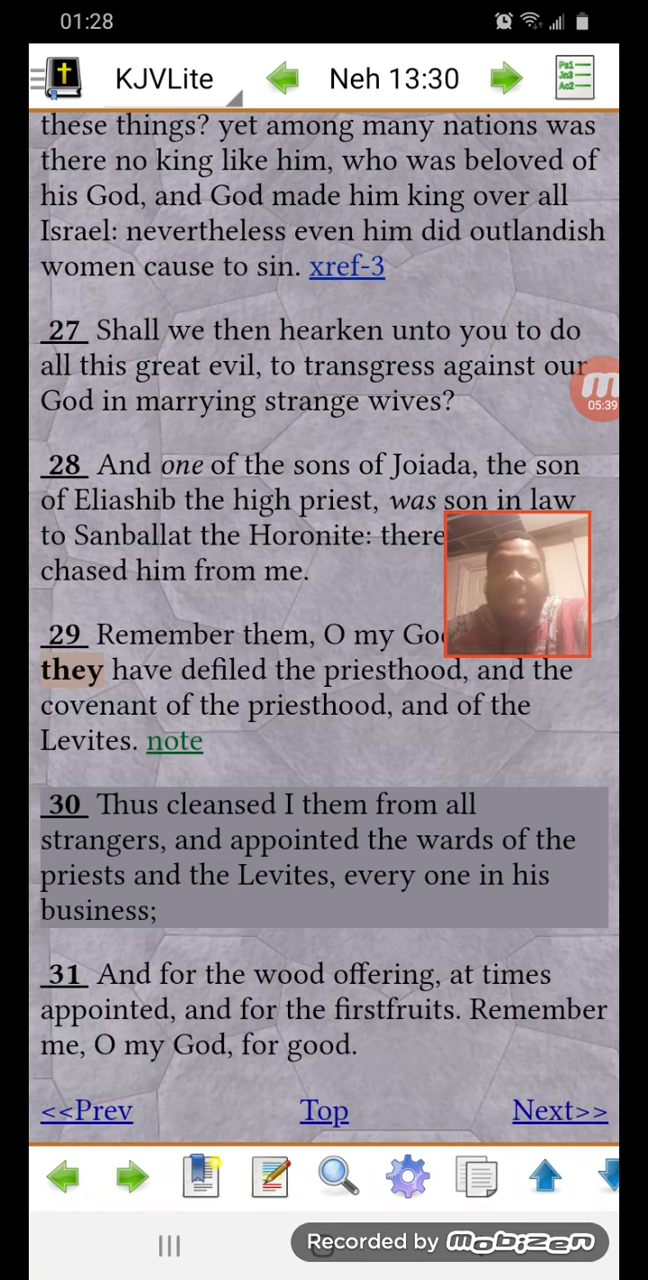 01:28
KJVLite Neh 13:30
Ps1
Jn3
Ac2
these things? yet among many nations was
there no king like him, who was beloved of
his God, and God made him king over all
Israel: nevertheless even him did outlandish
women cause to sin. xref-3
27 Shall we then hearken unto you to do
all this great evil, to transgress against our
God in marrying strange wives?
05:39
28 And one of the sons of Joiada, the son
of Eliashib the high priest, was son in law
to Sanballat the Horonite: there
chased him from me.
29 Remember them, O my
they have defiled the priesthood, and the
covenant of the priesthood, and of the
Levites. note
30 Thus cleansed I them from all
strangers, and appointed the wards of the
priests and the Levites, every one in his
business;
31 And for the wood offering, at times
appointed, and for the firstfruits. Remember
me, O my God, for good.
<<Prev Top Next>>
Recorded by mobizen